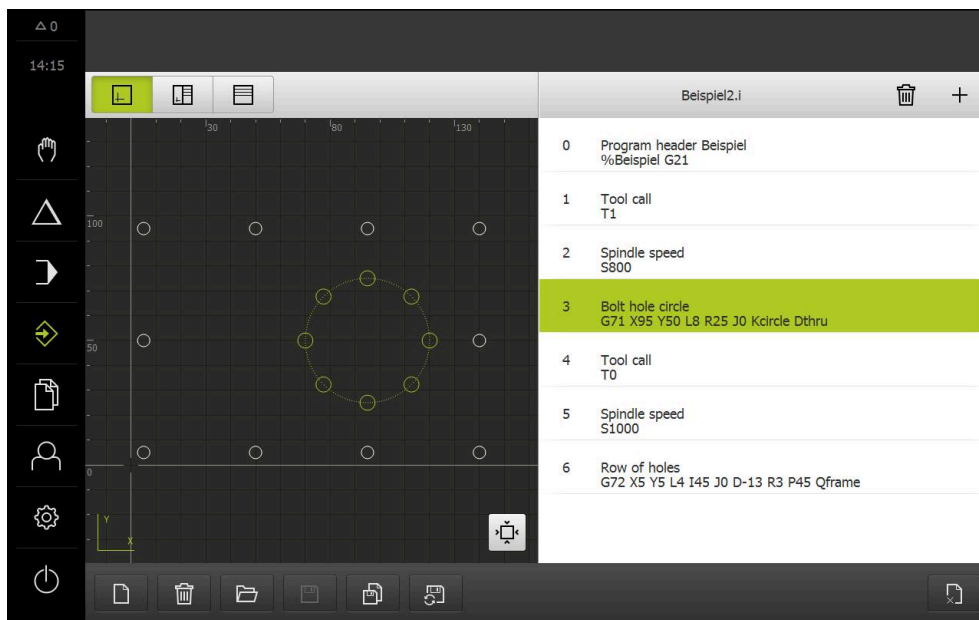 0
14:15
Beispiel2.i
30
80
130
100
50
0
Y
X
0 Program header Beispiel
%Beispiel G21
1 Tool call
T1
2 Spindle speed
S800
3 Bolt hole circle
G71 X95 Y50 L8 R25 J0 Kcircle Dthru
4 Tool call
T0
5 Spindle speed
S1000
6 Row of holes
G72 X5 Y5 L4 I45 J0 D-13 R3 P45 Qframe